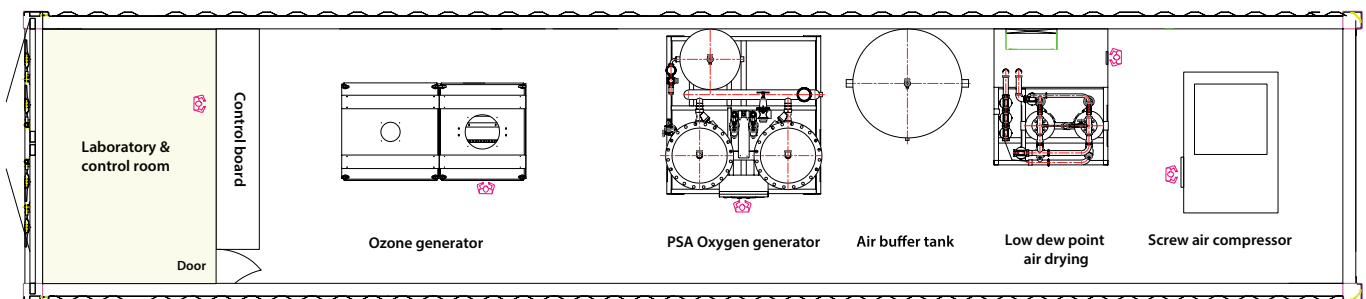 Laboratory &
control room
Control board
Door
Ozone generator
PSA Oxygen generator
Air buffer tank
Low dew point
air drying
Screw air compressor